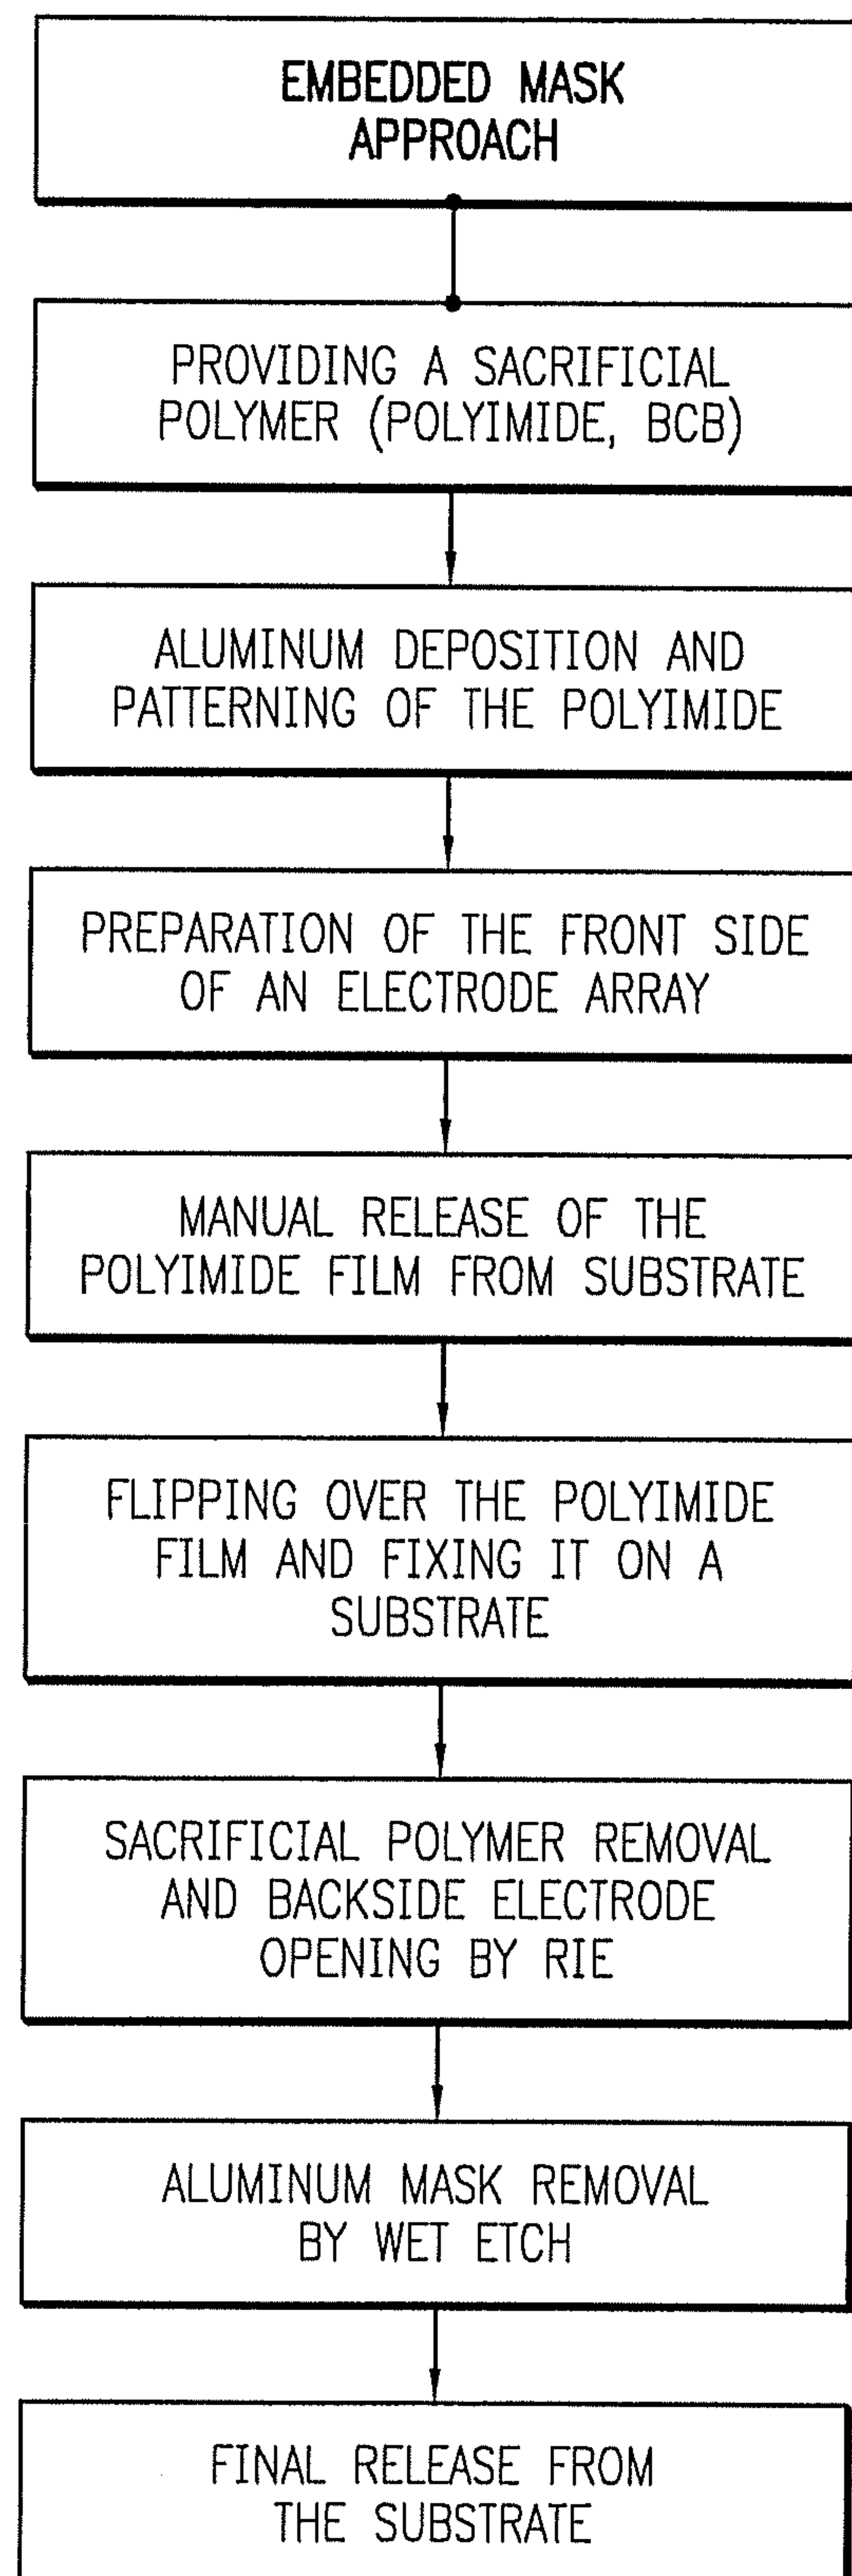 EMBEDDED MASK
APPROACH
PROVIDING A SACRIFICIAL
POLYMER (POLYIMIDE, BCB)
ALUMINUM DEPOSITION AND
PATTERNING OF THE POLYIMIDE
PREPARATION OF THE FRONT SIDE
OF AN ELECTRODE ARRAY
MANUAL RELEASE OF THE
POLYIMIDE FILM FROM SUBSTRATE
FLIPPING OVER THE POLYIMIDE
FILM AND FIXING IT ON A
SUBSTRATE
SACRIFICIAL POLYMER REMOVAL
AND BACKSIDE ELECTRODE
OPENING BY RIE
ALUMINUM MASK REMOVAL
BY WET ETCH
FINAL RELEASE FROM
THE SUBSTRATE